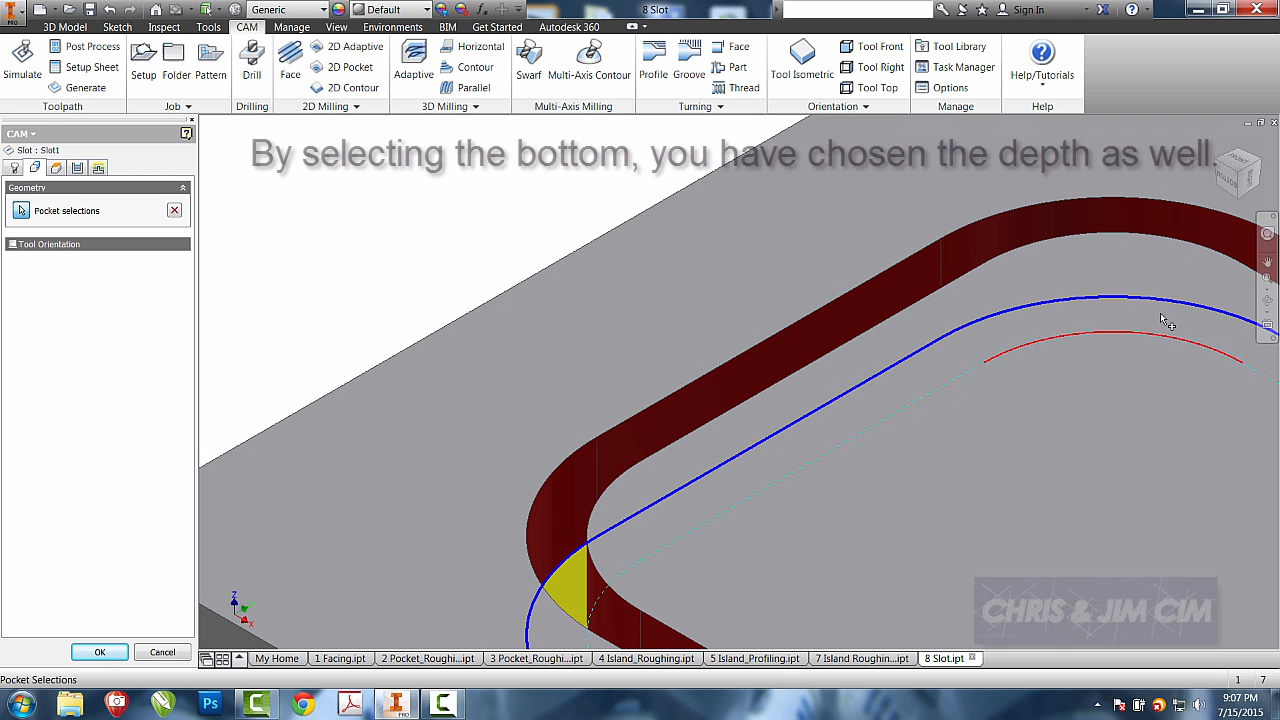 I PRO
Generic
Default
8 Slot
Sign In
3D Model Sketch Inspect Tools CAM Manage View Environments BIM Get Started Autodesk 360
Simulate Post Process Setup Sheet Generate
Setup Folder
Drill
Face 2D Adaptive 2D Pocket 2D Contour
Adaptive Horizontal Contour Parallel
Swarf Multi-Axis Contour
Profile Groove Face Part Thread
Tool Isometric Tool Front Tool Right Tool Top
Tool Library Task Manager Options
Help/Tutorials
Toolpath Job Drilling 2D Milling 3D Milling Multi-Axis Milling Turning Orientation Manage Help
CAM
Slot : Slot1
Geometry
Pocket selections
Tool Orientation
OK Cancel
By selecting the bottom, you have chosen the depth as well.
BOTTOM
Z
X
CHRIS & JIM CIM
My Home 1 Facing.ipt 2 Pocket_Roughi...ipt 3 Pocket_Roughi...ipt 4 Island_Roughing.ipt 5 Island_Profiling.ipt 7 Island Roughin...ipt 8 Slot.ipt
Pocket Selections
1 7
Ps
I PRO
9:07 PM
7/15/2015